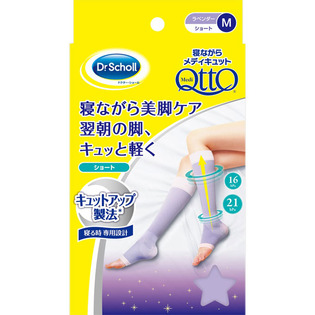 ラベンダー
ショート
M
Dr.Scholl
ドクター・ショール
寝ながら
メディキュット
Medi
QttO
寝ながら美脚ケア
翌朝の脚、
キュッと軽く
ショート
キュットアップ
製法
寝る時 専用設計
16
hPa
21
hPa